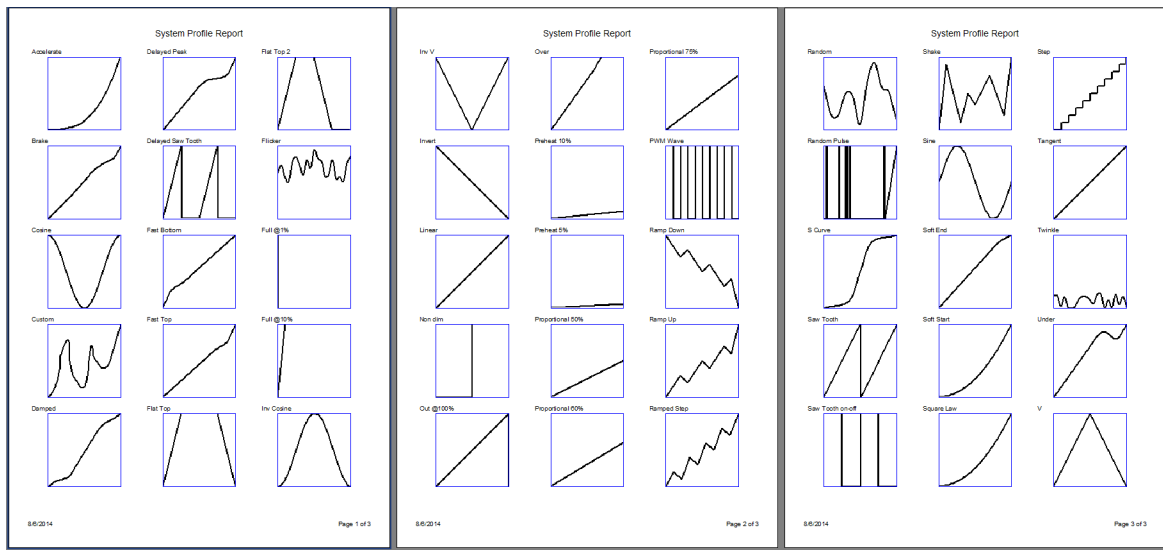 System Profile Report
Accelerate Delayed Peak Flat Top 2
Brake Delayed Saw Tooth Flicker
Cosine Fast Bottom Full @1%
Custom Fast Top Full @10%
Damped Flat Top Inv Cosine
8/6/2014 Page 1 of 3
System Profile Report
Inv V Over Proportional 75%
Invert Preheat 10% PWM Wave
Linear Preheat 5% Ramp Down
Non dim Proportional 50% Ramp Up
Out @100% Proportional 60% Ramped Step
8/6/2014 Page 2 of 3
System Profile Report
Random Shake Step
Random Pulse Sine Tangent
S Curve Soft End Twinkle
Saw Tooth Soft Start Under
Saw Tooth on-off Square Law V
8/6/2014 Page 3 of 3